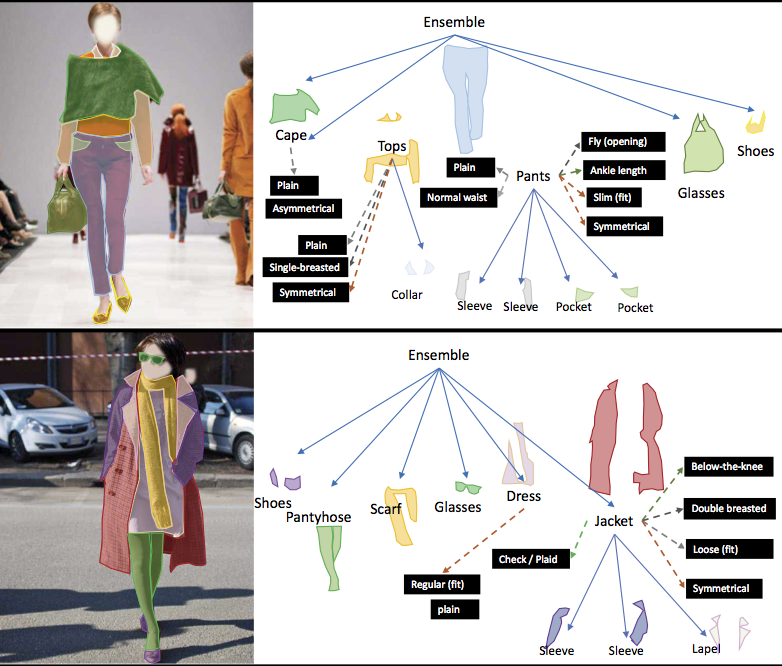 Ensemble
Cape
Tops
Plain
Asymmetrical
Plain
Single-breasted
Symmetrical
Collar
Plain
Normal waist
Pants
Fly (opening)
Ankle length
Slim (fit)
Symmetrical
Sleeve
Sleeve
Pocket
Pocket
Glasses
Shoes
Ensemble
Shoes
Pantyhose
Scarf
Glasses
Dress
Regular (fit)
plain
Check / Plaid
Jacket
Below-the-knee
Double breasted
Loose (fit)
Symmetrical
Sleeve
Sleeve
Lapel